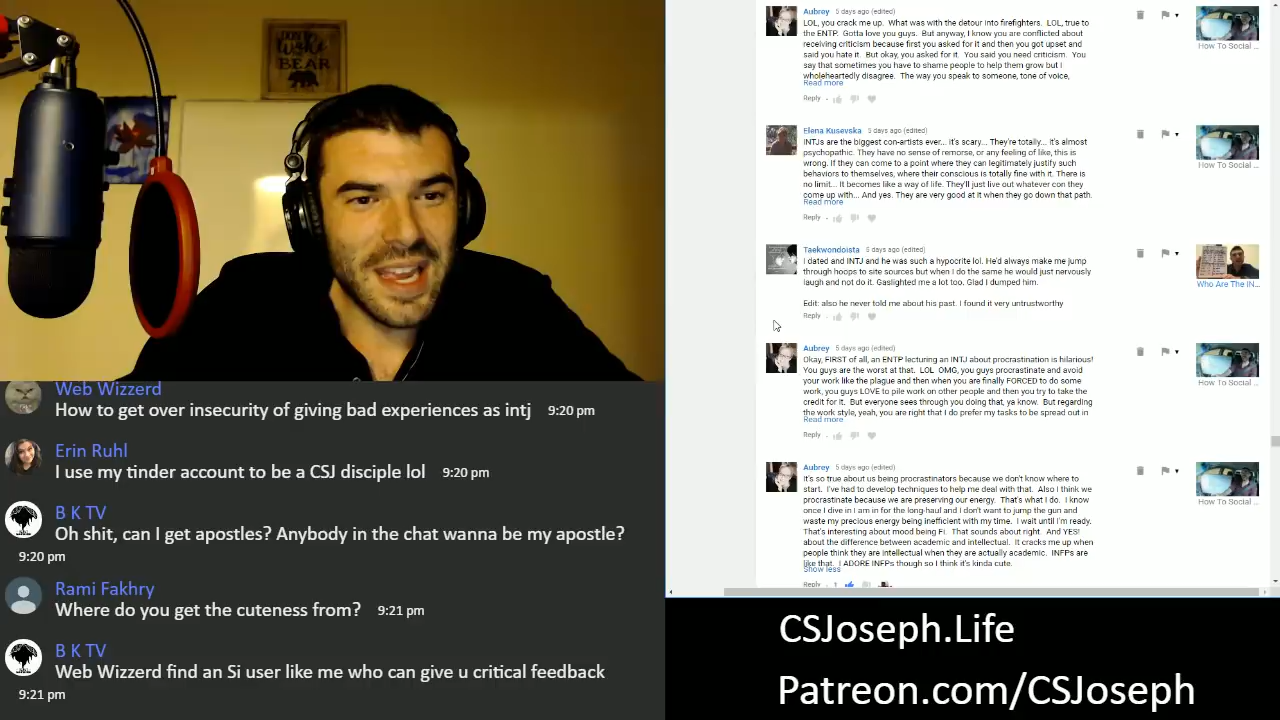 DON'T
Wake
THE
BEAR
Web Wizzerd
How to get over insecurity of giving bad experiences as intj 9:20 pm
Erin Ruhl
I use my tinder account to be a CSJ disciple lol 9:20 pm
B K TV
Oh shit, can I get apostles? Anybody in the chat wanna be my apostle?
9:20 pm
Rami Fakhry
Where do you get the cuteness from? 9:21 pm
B K TV
Web Wizzerd find an Si user like me who can give u critical feedback
9:21 pm
Aubrey 5 days ago (edited)
LOL, you crack me up. What was with the detour into firefighters. LOL, true to
the ENTP. Gotta love you guys. But anyway, I know you are conflicted about
receiving criticism because first you asked for it and then you got upset and
said you hate it. But okay, you asked for it. You said you need criticism. You
say that sometimes you have to shame people to help them grow but I
wholeheartedly disagree. The way you speak to someone, tone of voice,
Read more
Reply
How To Social ...
Elena Kusevska 5 days ago (edited)
INTJs are the biggest con-artists ever... it's scary... They're totally... it's almost
psychopathic. They have no sense of remorse, or any feeling of like, this is
wrong. If they can come to a point where they can legitimately justify such
behaviors to themselves, where their conscious is totally fine with it. There is
no limit... It becomes like a way of life. They'll just live out whatever con they
come up with... And yes. They are very good at it when they go down that path.
Read more
Reply
How To Social ...
Taekwondoista 5 days ago (edited)
I dated and INTJ and he was such a hypocrite lol. He'd always make me jump
through hoops to site sources but when I do the same he would just nervously
laugh and not do it. Gaslighted me a lot too. Glad I dumped him.
Edit: also he never told me about his past. I found it very untrustworthy
Reply
Who Are The IN...
Aubrey 5 days ago (edited)
Okay, FIRST of all, an ENTP lecturing an INTJ about procrastination is hilarious!
You guys are the worst at that. LOL OMG, you guys procrastinate and avoid
your work like the plague and then when you are finally FORCED to do some
work, you guys LOVE to pile work on other people and then you try to take the
credit for it. But everyone sees through you doing that, ya know. But regarding
the work style, yeah, you are right that I do prefer my tasks to be spread out in
Read more
Reply
How To Social ...
Aubrey 5 days ago (edited)
It's so true about us being procrastinators because we don't know where to
start. I've had to develop techniques to help me deal with that. Also I think we
procrastinate because we are preserving our energy. That's what I do. I know
once I dive in I am in for the long-haul and I don't want to jump the gun and
waste my precious energy being inefficient with my time. I wait until I'm ready.
That's interesting about mood being Fi. That sounds about right. And YES!
about the difference between academic and intellectual. It cracks me up when
people think they are intellectual when they are actually academic. INFPs are
like that. I ADORE INFPs though so I think it's kinda cute.
Show less
Reply 1
How To Social ...
CSJoseph.Life
Patreon.com/CSJoseph